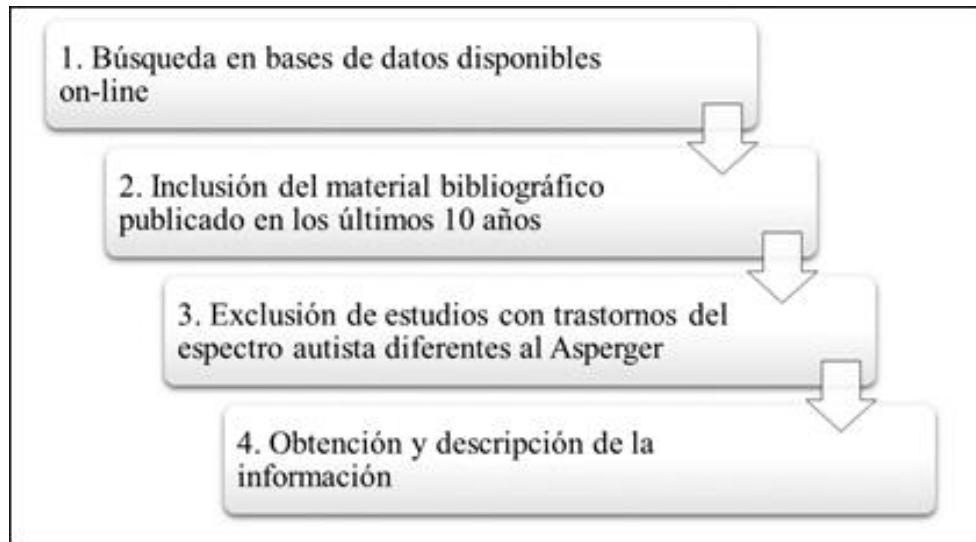 1. Búsqueda en bases de datos disponibles
on-line
2. Inclusión del material bibliográfico
publicado en los últimos 10 años
3. Exclusión de estudios con trastornos del
espectro autista diferentes al Asperger
4. Obtención y descripción de la
información